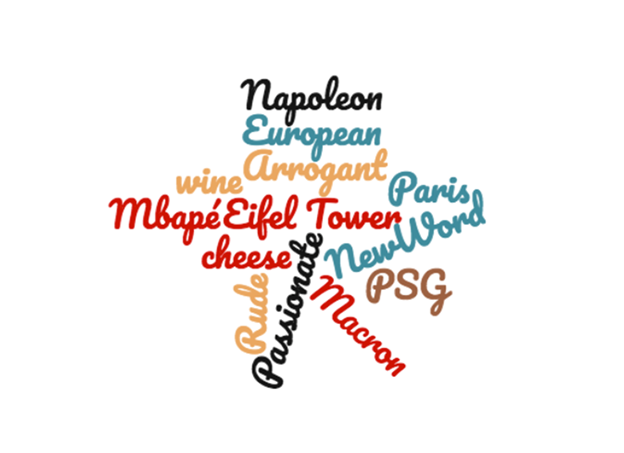 Napoleon
European
Arrogant
wine
Paris
Mbapé
Eifel Tower
NewWord
cheese
PSG
Rude
Passionate
Macron